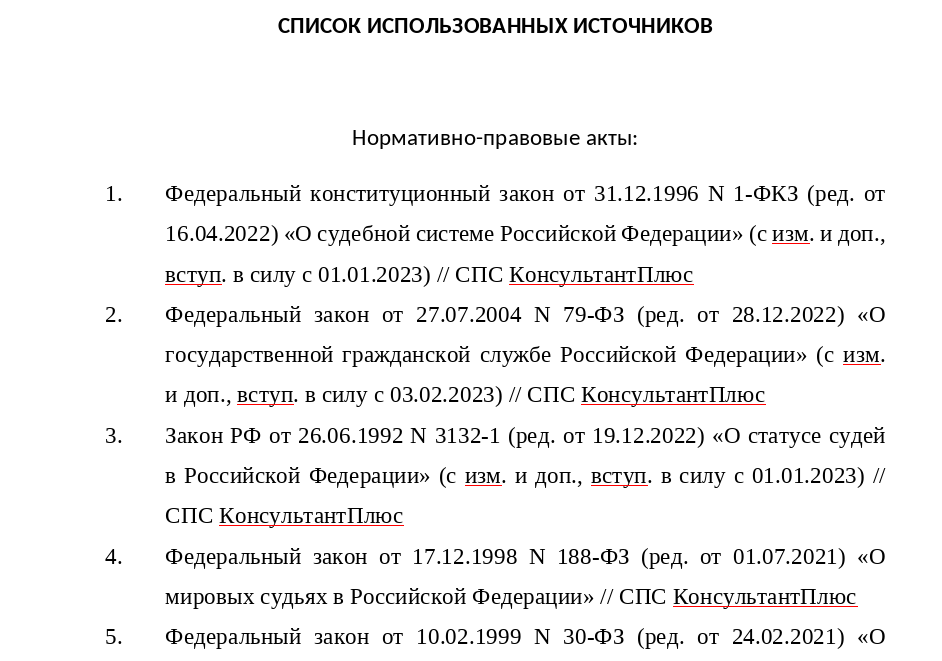 СПИСОК ИСПОЛЬЗОВАННЫХ ИСТОЧНИКОВ
Нормативно-правовые акты:
1. Федеральный конституционный закон от 31.12.1996 N 1-ФКЗ (ред. от
16.04.2022) «О судебной системе Российской Федерации» (с изм. и доп.,
вступ. в силу с 01.01.2023) // СПС КонсультантПлюс
2. Федеральный закон от 27.07.2004 N 79-ФЗ (ред. от 28.12.2022) «О
государственной гражданской службе Российской Федерации» (с изм.
и доп., вступ. в силу с 03.02.2023) // СПС КонсультантПлюс
3. Закон РФ от 26.06.1992 N 3132-1 (ред. от 19.12.2022) «О статусе судей
в Российской Федерации» (с изм. и доп., вступ. в силу с 01.01.2023) //
СПС КонсультантПлюс
4. Федеральный закон от 17.12.1998 N 188-ФЗ (ред. от 01.07.2021) «О
мировых судьях в Российской Федерации» // СПС КонсультантПлюс
5. Федеральный закон от 10.02.1999 N 30-ФЗ (ред. от 24.02.2021) «О